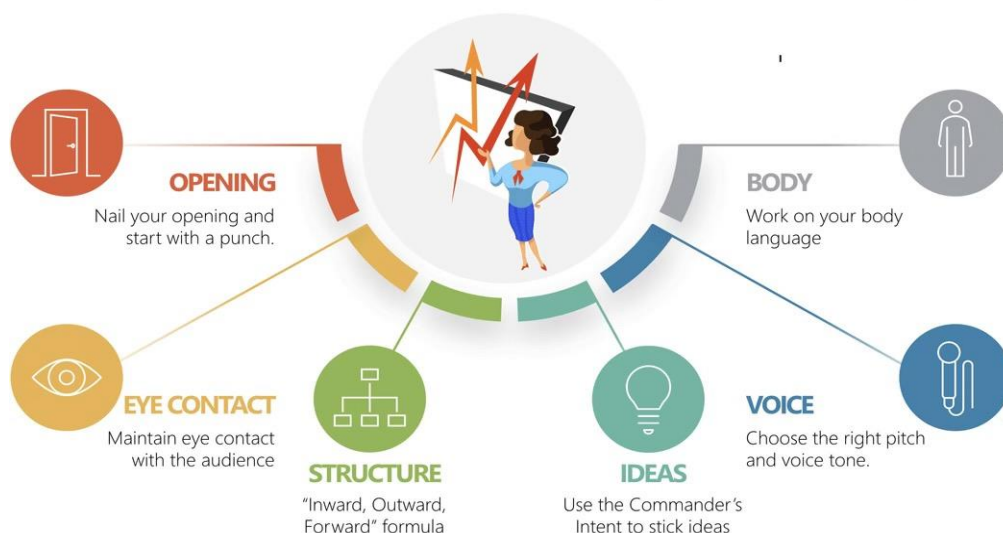 OPENING
Nail your opening and
start with a punch.
EYE CONTACT
Maintain eye contact
with the audience
STRUCTURE
“Inward, Outward,
Forward” formula
IDEAS
Use the Commander’s
Intent to stick ideas
VOICE
Choose the right pitch
and voice tone.
BODY
Work on your body
language